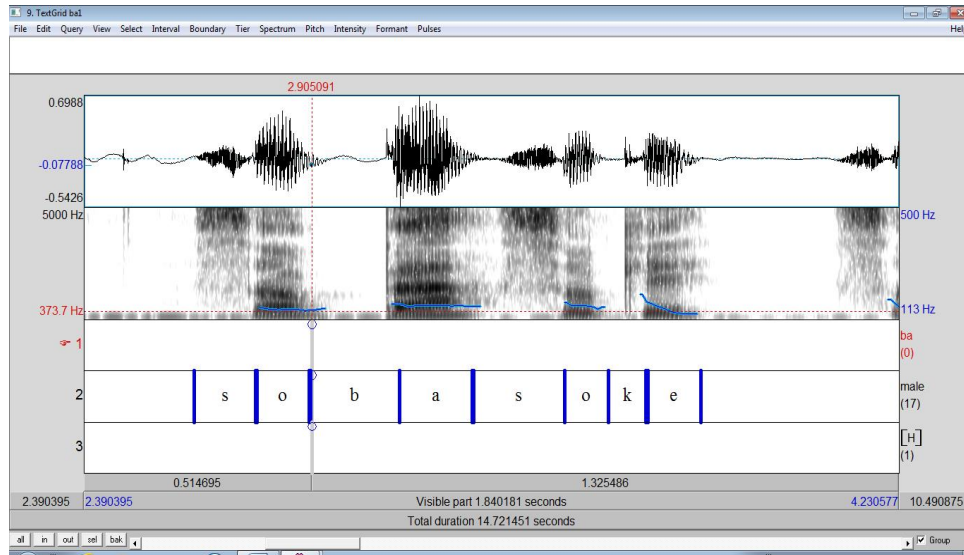 9. TextGrid ba1
File Edit Query View Select Interval Boundary Tier Spectrum Pitch Intensity Formant Pulses Hel
2.905091
0.6988
-0.07788
-0.5426
5000 Hz 500 Hz
373.7 Hz 113 Hz
☞ 1 ba
(0)
2 s o b a s o k e male
(17)
3 [H]
(1)
0.514695 1.325486
2.390395 2.390395 Visible part 1.840181 seconds 4.230577 10.490875
Total duration 14.721451 seconds
all in out sel bak Group